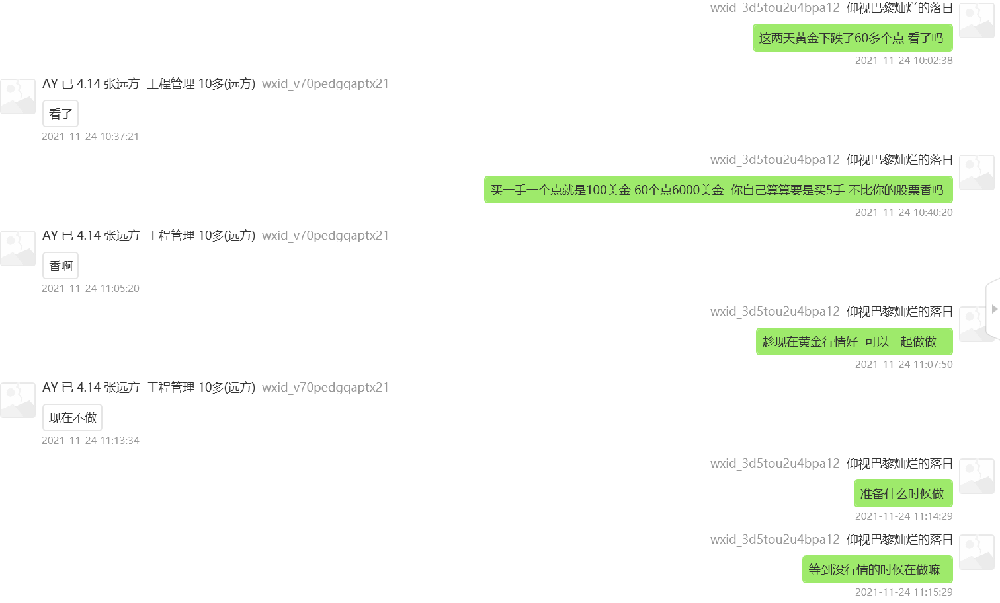 wxid_3d5tou2u4bpa12 仰视巴黎灿烂的落日
这两天黄金下跌了60多个点 看了吗
2021-11-24 10:02:38
AY 已 4.14 张远方 工程管理 10多(远方) wxid_v70pedgqaptx21
看了
2021-11-24 10:37:21
wxid_3d5tou2u4bpa12 仰视巴黎灿烂的落日
买一手一个点就是100美金 60个点6000美金 你自己算算要是买5手 不比你的股票香吗
2021-11-24 10:40:20
AY 已 4.14 张远方 工程管理 10多(远方) wxid_v70pedgqaptx21
香啊
2021-11-24 11:05:20
wxid_3d5tou2u4bpa12 仰视巴黎灿烂的落日
趁现在黄金行情好 可以一起做做
2021-11-24 11:07:50
AY 已 4.14 张远方 工程管理 10多(远方) wxid_v70pedgqaptx21
现在不做
2021-11-24 11:13:34
wxid_3d5tou2u4bpa12 仰视巴黎灿烂的落日
准备什么时候做
2021-11-24 11:14:29
wxid_3d5tou2u4bpa12 仰视巴黎灿烂的落日
等到没行情的时候在做嘛
2021-11-24 11:15:29